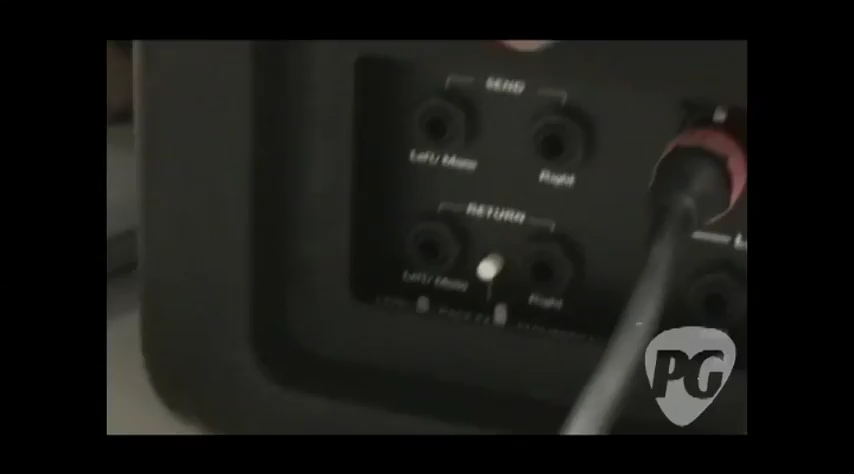 SEND
Left/ Mono
Right
RETURN
Left/ Mono
Right
PG